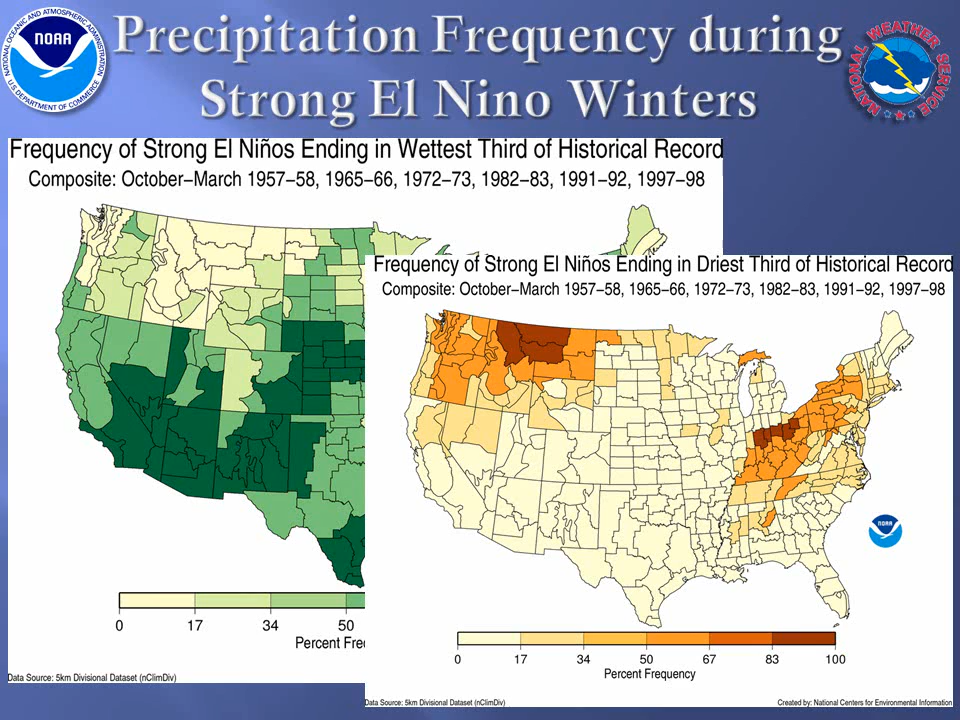 Precipitation Frequency during
Strong El Nino Winters
NATIONAL OCEANIC AND ATMOSPHERIC ADMINISTRATION
NOAA
U.S. DEPARTMENT OF COMMERCE
NATIONAL WEATHER SERVICE
Frequency of Strong El Niños Ending in Wettest Third of Historical Record
Composite: October–March 1957–58, 1965–66, 1972–73, 1982–83, 1991–92, 1997–98
0 17 34 50
Percent Fre
Data Source: 5km Divisional Dataset (nClimDiv)
Frequency of Strong El Niños Ending in Driest Third of Historical Record
Composite: October–March 1957–58, 1965–66, 1972–73, 1982–83, 1991–92, 1997–98
NOAA
0 17 34 50 67 83 100
Percent Frequency
Data Source: 5km Divisional Dataset (nClimDiv)
Created by: National Centers for Environmental Information